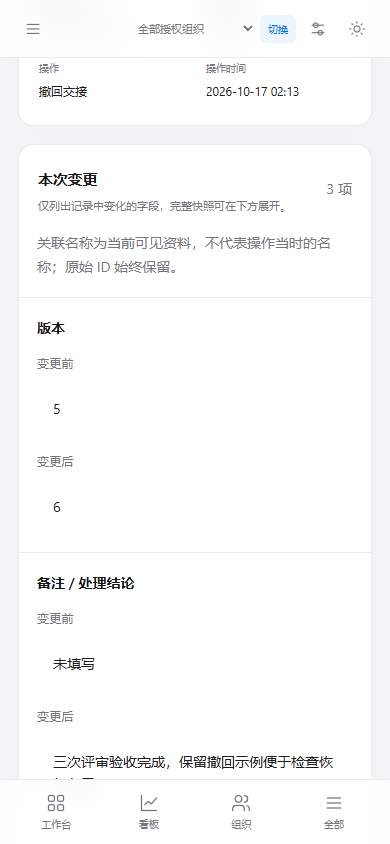 全部授权组织
切换
操作
操作时间
撤回交接
2026-10-17 02:13
本次变更
3 项
仅列出记录中变化的字段，完整快照可在下方展开。
关联名称为当前可见资料，不代表操作当时的名
称；原始 ID 始终保留。
版本
变更前
5
变更后
6
备注 / 处理结论
变更前
未填写
变更后
三次评审验收完成，保留撤回示例便于检查恢
工作台
看板
组织
全部